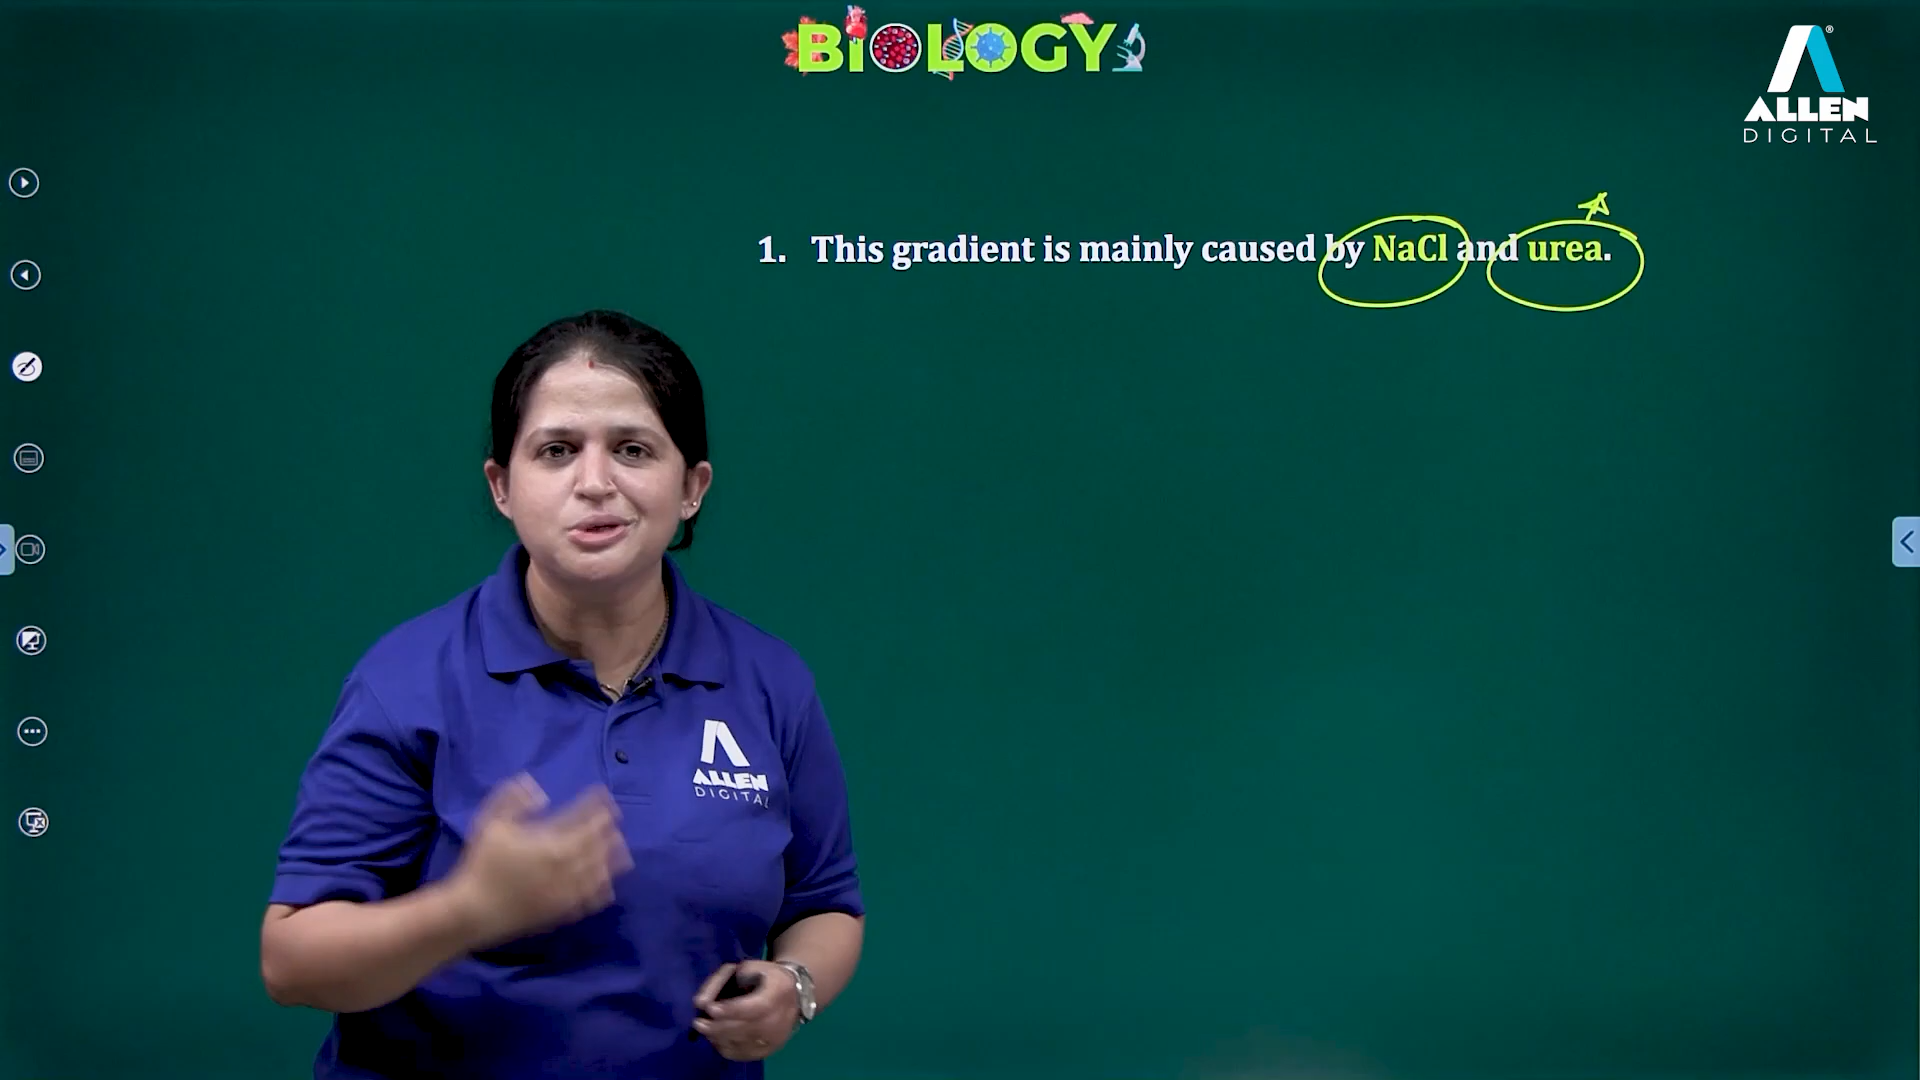 BIOLOGY
ALLEN
DIGITAL
1. This gradient is mainly caused by NaCl and urea.
ALLEN
DIGITAL